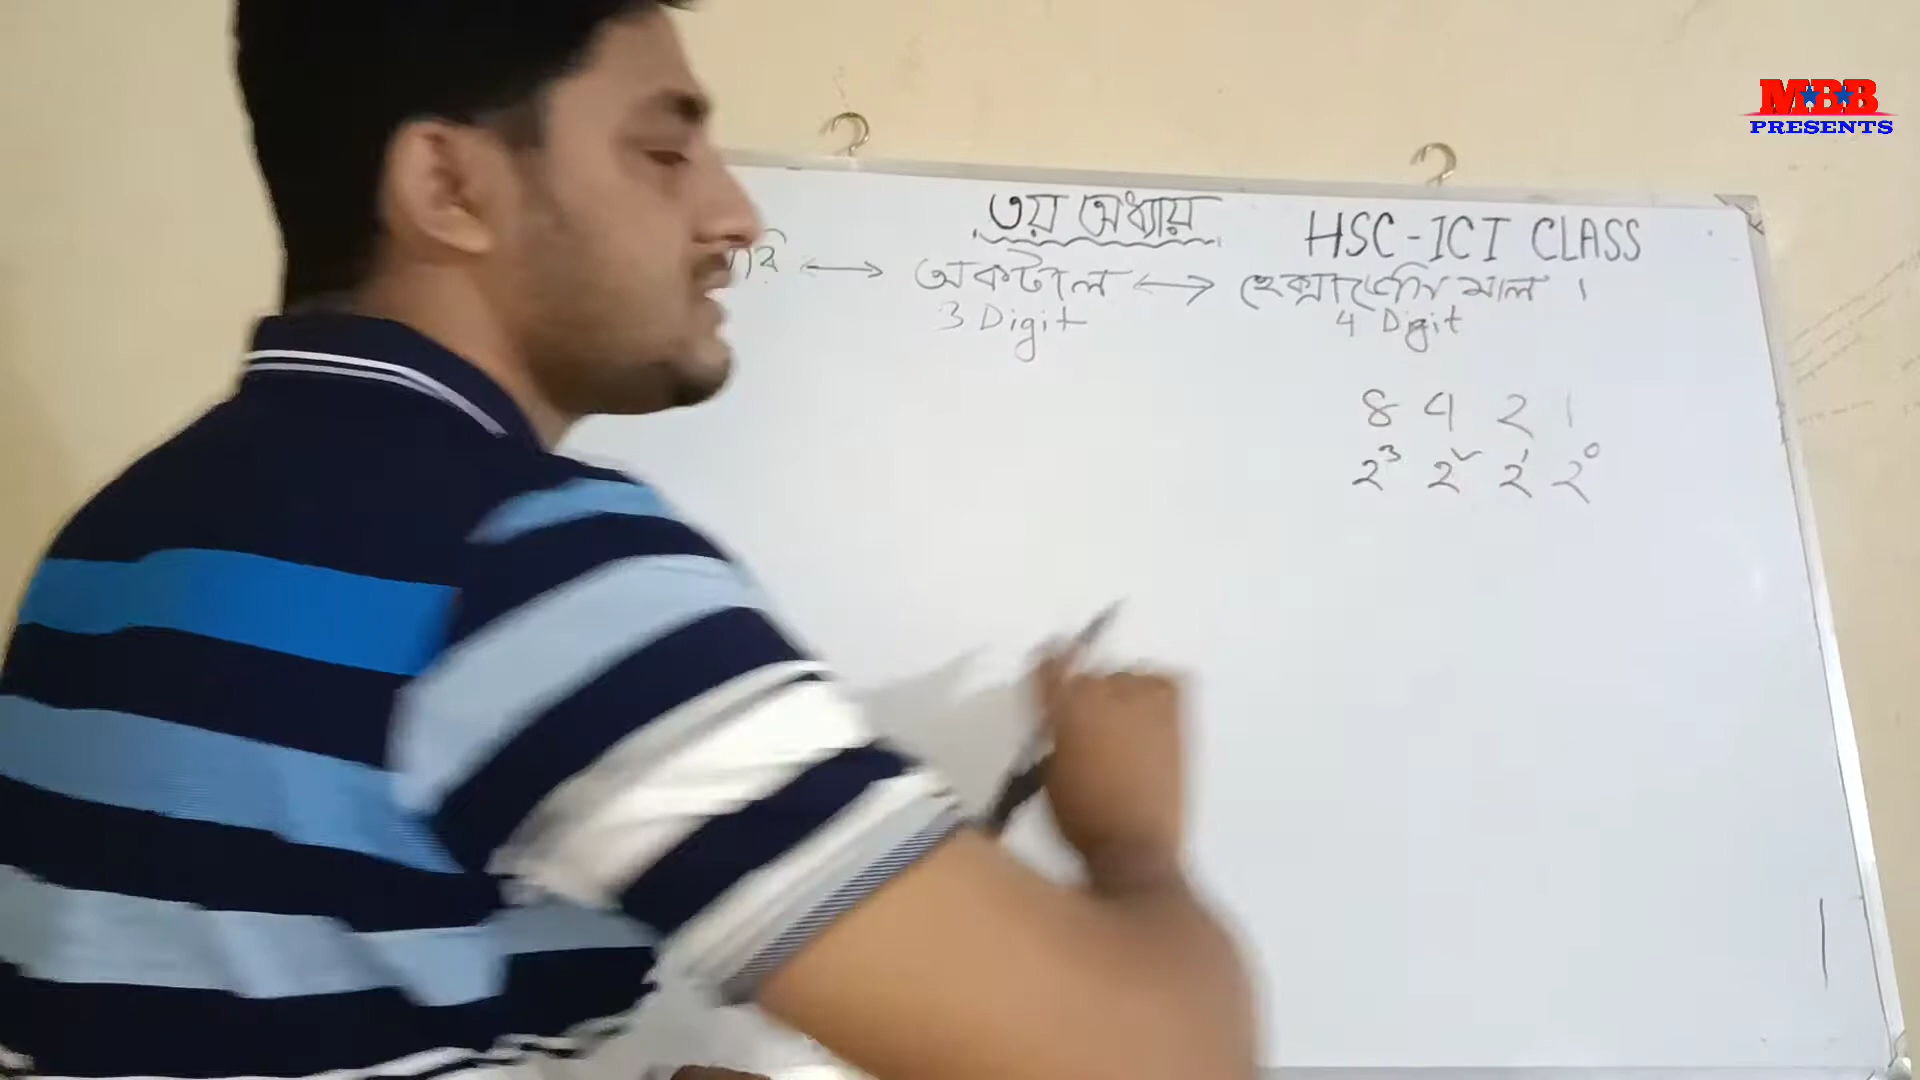 MBB
PRESENTS
৩য় অধ্যায়
HSC-ICT CLASS
↔ অকটাল ↔ হেক্সাডেসিমাল ।
3 Digit 4 Digit
8 4 2 1
2³ 2² 2¹ 2⁰